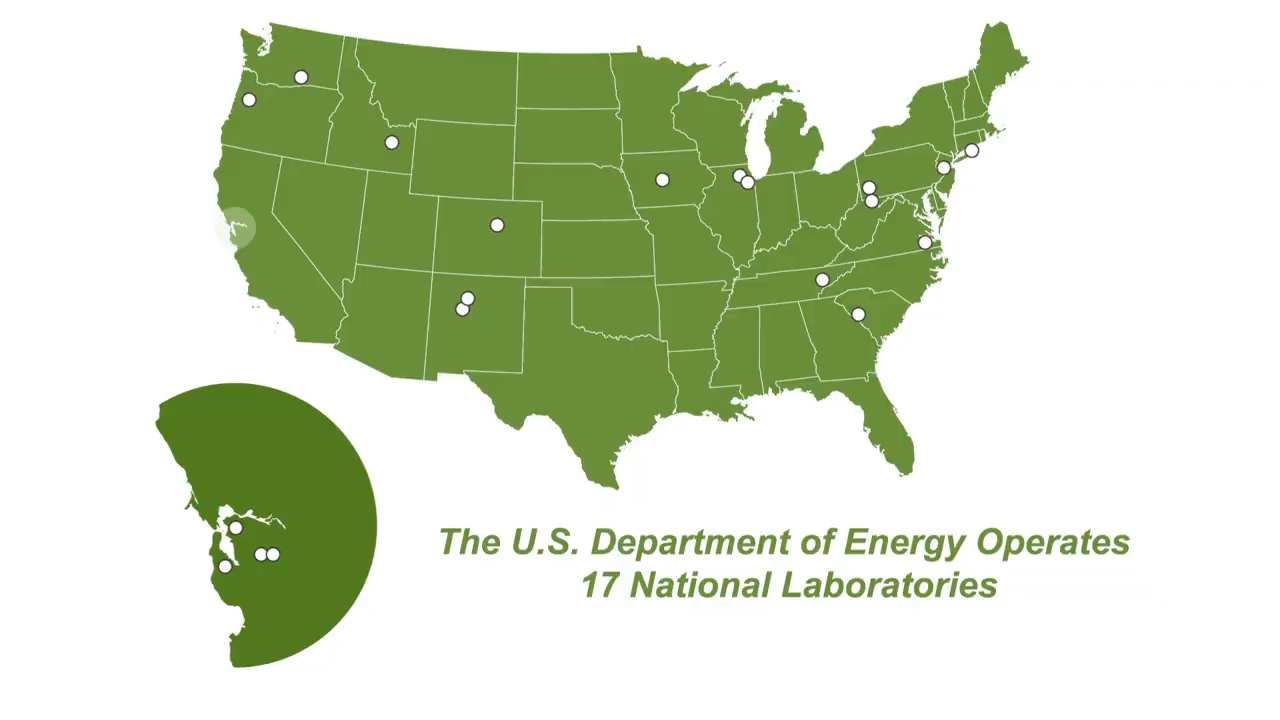 The U.S. Department of Energy Operates
17 National Laboratories